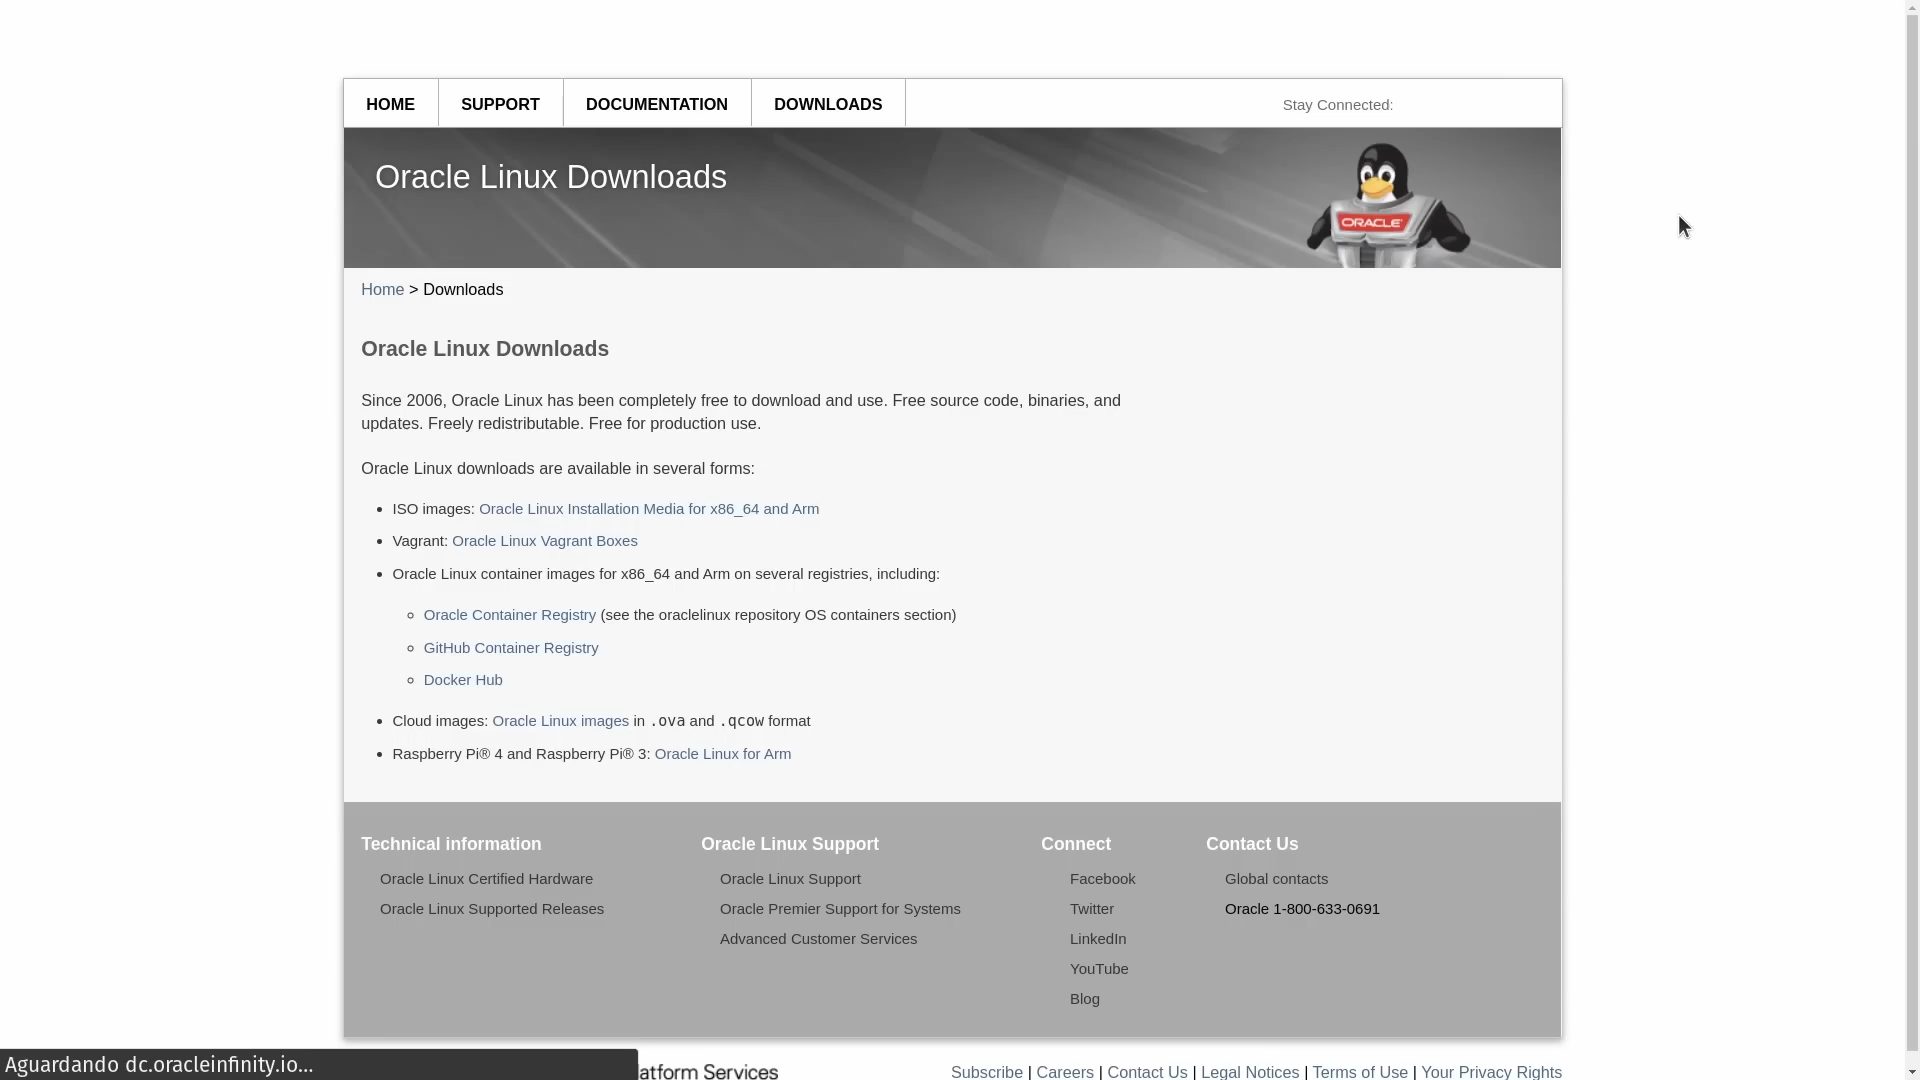 HOME SUPPORT DOCUMENTATION DOWNLOADS Stay Connected:
Oracle Linux Downloads
ORACLE
Home > Downloads
Oracle Linux Downloads
Since 2006, Oracle Linux has been completely free to download and use. Free source code, binaries, and
updates. Freely redistributable. Free for production use.
Oracle Linux downloads are available in several forms:
• ISO images: Oracle Linux Installation Media for x86_64 and Arm
• Vagrant: Oracle Linux Vagrant Boxes
• Oracle Linux container images for x86_64 and Arm on several registries, including:
◦ Oracle Container Registry (see the oraclelinux repository OS containers section)
◦ GitHub Container Registry
◦ Docker Hub
• Cloud images: Oracle Linux images in .ova and .qcow format
• Raspberry Pi® 4 and Raspberry Pi® 3: Oracle Linux for Arm
Technical information
Oracle Linux Certified Hardware
Oracle Linux Supported Releases
Oracle Linux Support
Oracle Linux Support
Oracle Premier Support for Systems
Advanced Customer Services
Connect
Facebook
Twitter
LinkedIn
YouTube
Blog
Contact Us
Global contacts
Oracle 1-800-633-0691
Aguardando dc.oracleinfinity.io...
Services
Subscribe | Careers | Contact Us | Legal Notices | Terms of Use | Your Privacy Rights